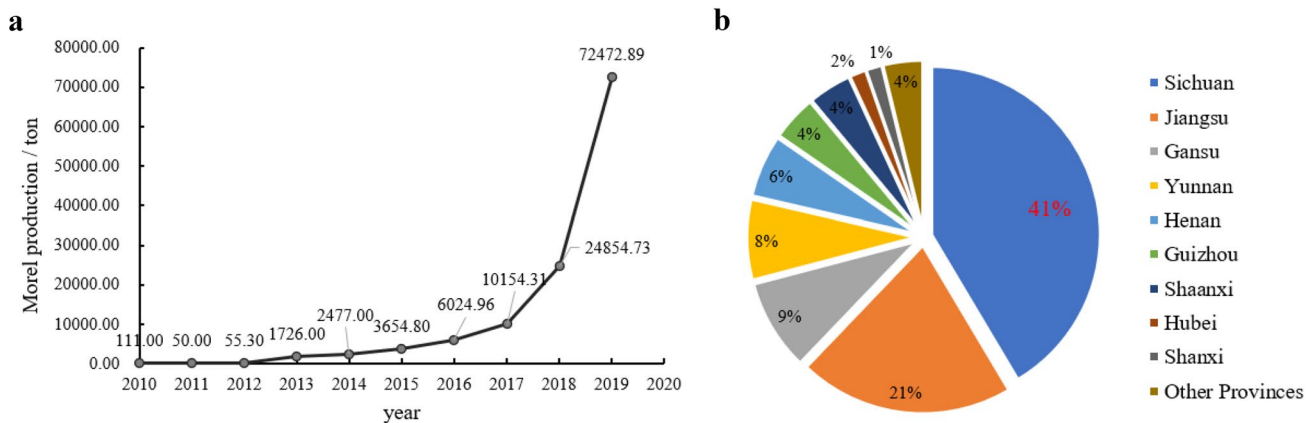 a
80000.00
70000.00
60000.00
50000.00
40000.00
30000.00
20000.00
10000.00
0.00
Morel production / ton
111.00
50.00
55.30
1726.00
2477.00
3654.80
6024.96
10154.31
24854.73
72472.89
2010 2011 2012 2013 2014 2015 2016 2017 2018 2019 2020
year
b
41%
21%
9%
8%
6%
4%
4%
2%
1%
4%
Sichuan
Jiangsu
Gansu
Yunnan
Henan
Guizhou
Shaanxi
Hubei
Shanxi
Other Provinces